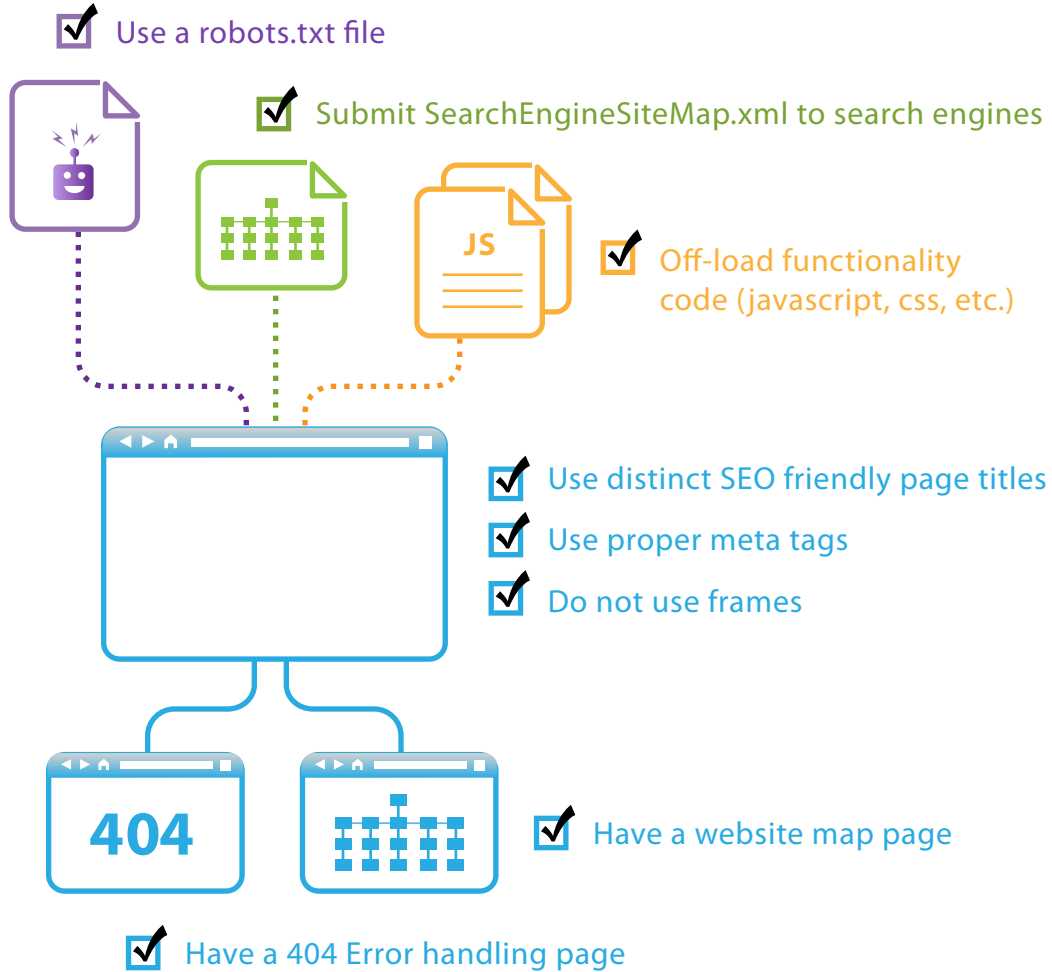 Use a robots.txt file
Submit SearchEngineSiteMap.xml to search engines
JS
Off-load functionality
code (javascript, css, etc.)
Use distinct SEO friendly page titles
Use proper meta tags
Do not use frames
404
Have a website map page
Have a 404 Error handling page